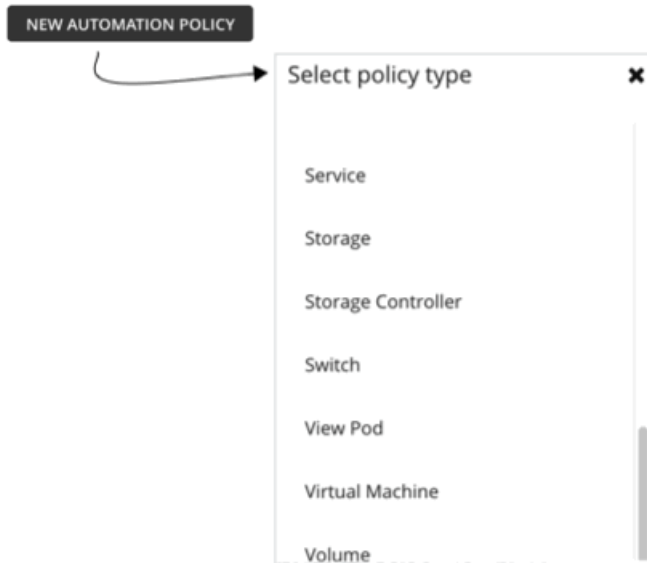 NEW AUTOMATION POLICY
Select policy type
Service
Storage
Storage Controller
Switch
View Pod
Virtual Machine
Volume